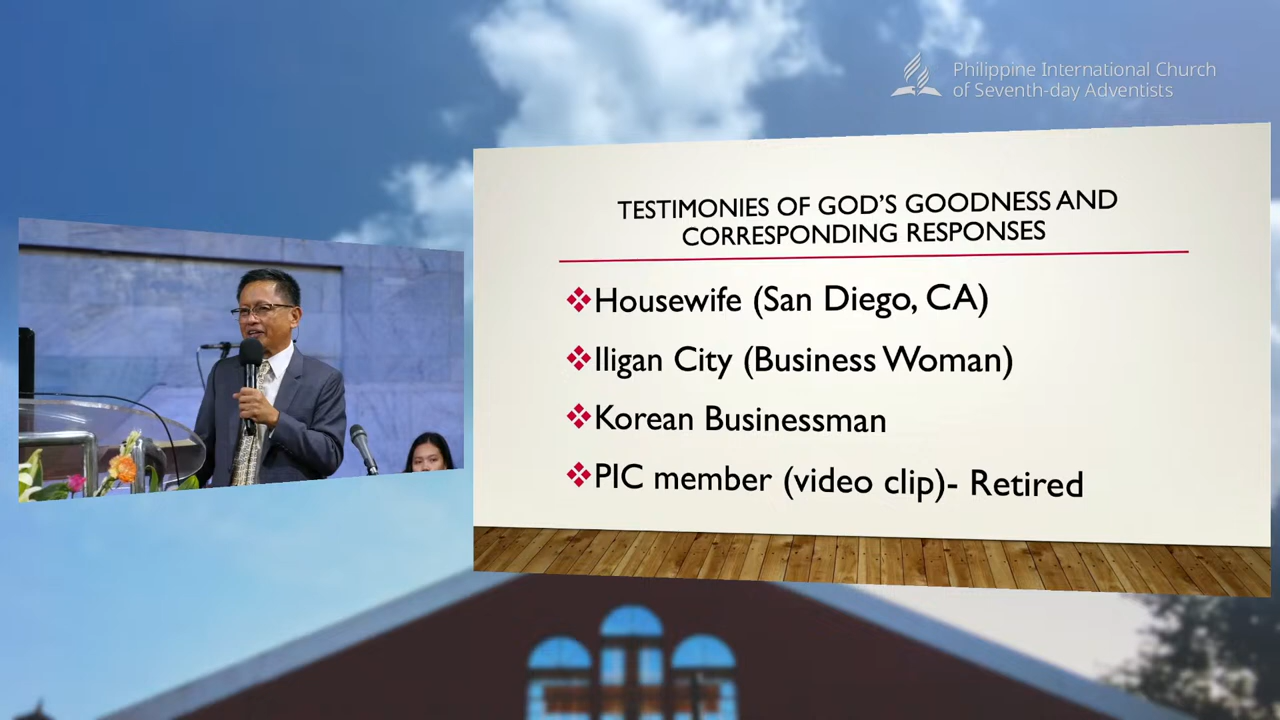 Philippine International Church
of Seventh-day Adventists
TESTIMONIES OF GOD'S GOODNESS AND
CORRESPONDING RESPONSES
❖Housewife (San Diego, CA)
❖Iligan City (Business Woman)
❖Korean Businessman
❖PIC member (video clip)- Retired